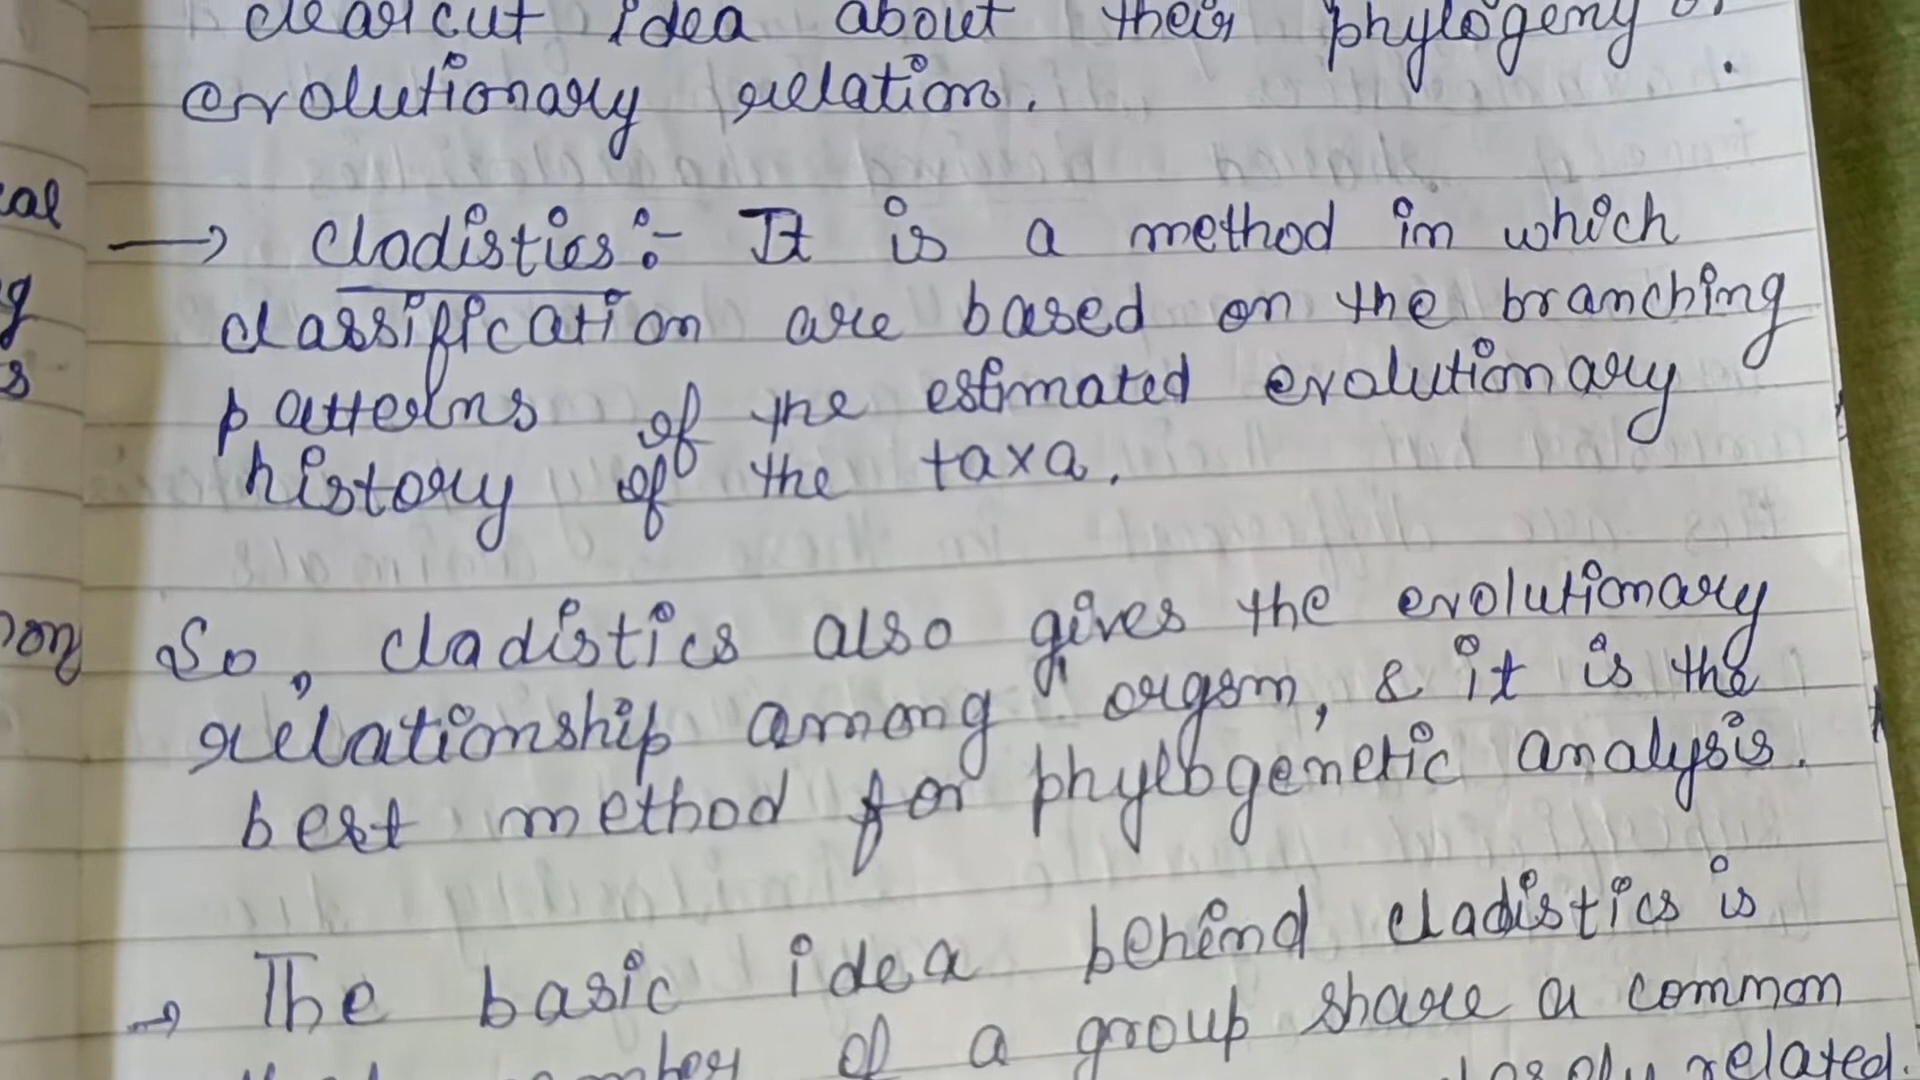 clearcut idea about their phylogeny
evolutionary relation.
cal
→ Cladistics:- It is a method in which
g
classification are based on the branching
s
patterns of the estimated evolutionary
history of the taxa.
So, cladistics also gives the evolutionary
relationship among orgsm, & it is the
best method for phylogenetic analysis.
→ The basic idea behind cladistics is
of a group share a common
related.